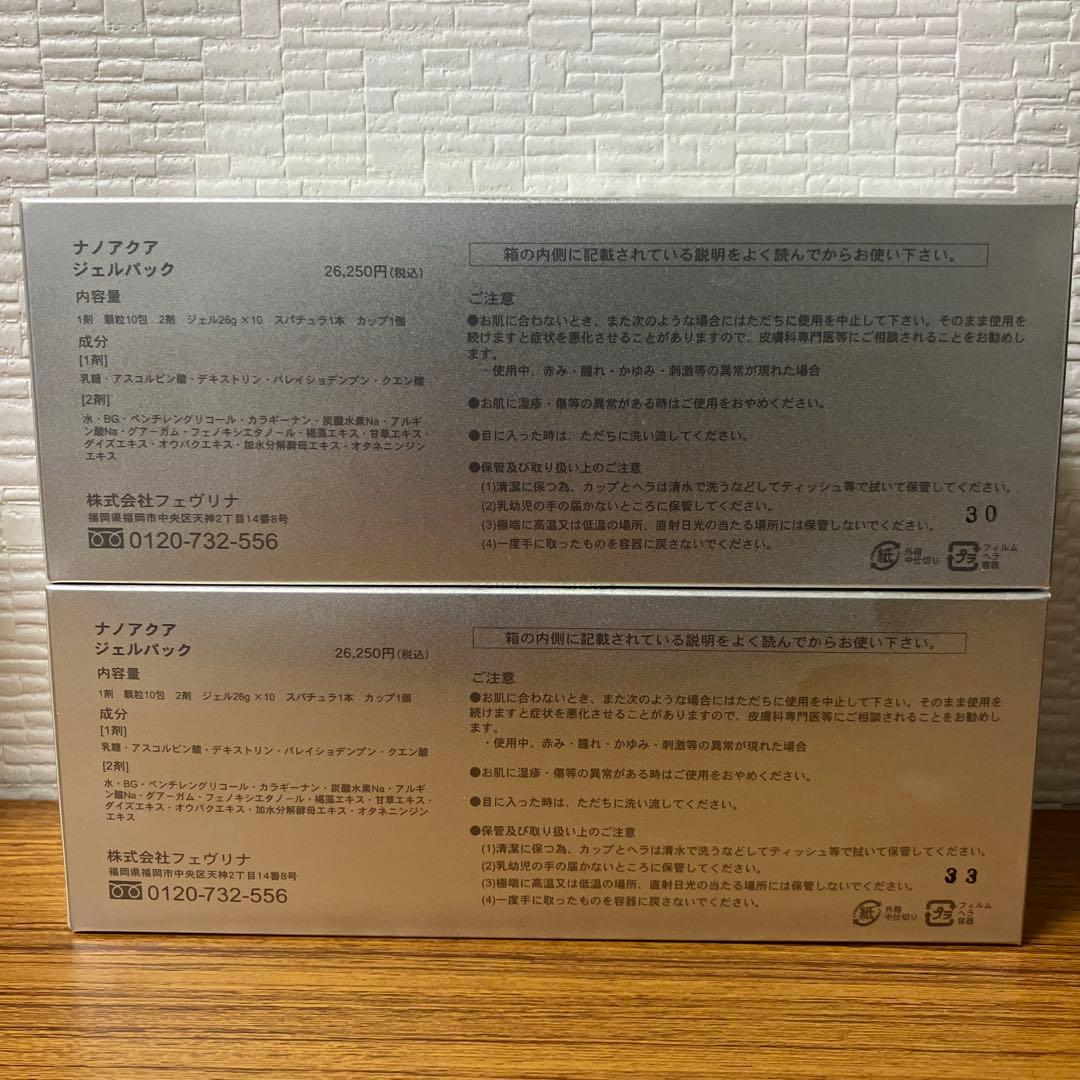 ナノアクア
ジェルパック
26,250円(税込)
内容量
1剤 顆粒10包 2剤 ジェル26g×10 スパチュラ1本 カップ1個
成分
[1剤]
乳糖・アスコルビン酸・デキストリン・バレイショデンプン・クエン酸
[2剤]
水・BG・ペンチレングリコール・カラギーナン・炭酸水素Na・アルギ
ン酸Na・グアーガム・フェノキシエタノール・褐藻エキス・甘草エキス・
ダイズエキス・オウバクエキス・加水分解酵母エキス・オタネニンジン
エキス
株式会社フェヴリナ
福岡県福岡市中央区天神2丁目14番8号
0120-732-556
箱の内側に記載されている説明をよく読んでからお使い下さい。
ご注意
●お肌に合わないとき、また次のような場合にはただちに使用を中止して下さい。そのまま使用を
続けますと症状を悪化させることがありますので、皮膚科専門医等にご相談されることをお勧めし
ます。
・使用中、赤み・腫れ・かゆみ・刺激等の異常が現れた場合
●お肌に湿疹・傷等の異常がある時はご使用をおやめください。
●目に入った時は、ただちに洗い流してください。
●保管及び取り扱い上のご注意
(1)清潔に保つ為、カップとヘラは清水で洗うなどしてティッシュ等で拭いて保管してください。
(2)乳幼児の手の届かないところに保管してください。
(3)極端に高温又は低温の場所、直射日光の当たる場所には保管しないでください。
(4)一度手に取ったものを容器に戻さないでください。
30
紙
外箱
中仕切り
プラ
フィルム
ヘラ
容器
ナノアクア
ジェルパック
26,250円(税込)
内容量
1剤 顆粒10包 2剤 ジェル26g×10 スパチュラ1本 カップ1個
成分
[1剤]
乳糖・アスコルビン酸・デキストリン・バレイショデンプン・クエン酸
[2剤]
水・BG・ペンチレングリコール・カラギーナン・炭酸水素Na・アルギ
ン酸Na・グアーガム・フェノキシエタノール・褐藻エキス・甘草エキス・
ダイズエキス・オウバクエキス・加水分解酵母エキス・オタネニンジン
エキス
株式会社フェヴリナ
福岡県福岡市中央区天神2丁目14番8号
0120-732-556
箱の内側に記載されている説明をよく読んでからお使い下さい。
ご注意
●お肌に合わないとき、また次のような場合にはただちに使用を中止して下さい。そのまま使用を
続けますと症状を悪化させることがありますので、皮膚科専門医等にご相談されることをお勧めし
ます。
・使用中、赤み・腫れ・かゆみ・刺激等の異常が現れた場合
●お肌に湿疹・傷等の異常がある時はご使用をおやめください。
●目に入った時は、ただちに洗い流してください。
●保管及び取り扱い上のご注意
(1)清潔に保つ為、カップとヘラは清水で洗うなどしてティッシュ等で拭いて保管してください。
(2)乳幼児の手の届かないところに保管してください。
(3)極端に高温又は低温の場所、直射日光の当たる場所には保管しないでください。
(4)一度手に取ったものを容器に戻さないでください。
33
紙
外箱
中仕切り
プラ
フィルム
ヘラ
容器